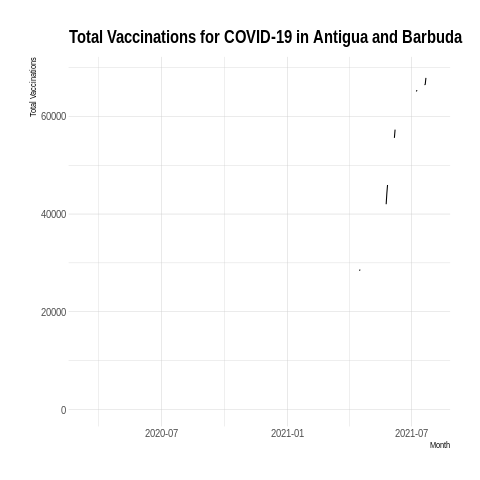 Total Vaccinations for COVID-19 in Antigua and Barbuda
Total Vaccinations
60000
40000
20000
0
2020-07 2021-01 2021-07
Month